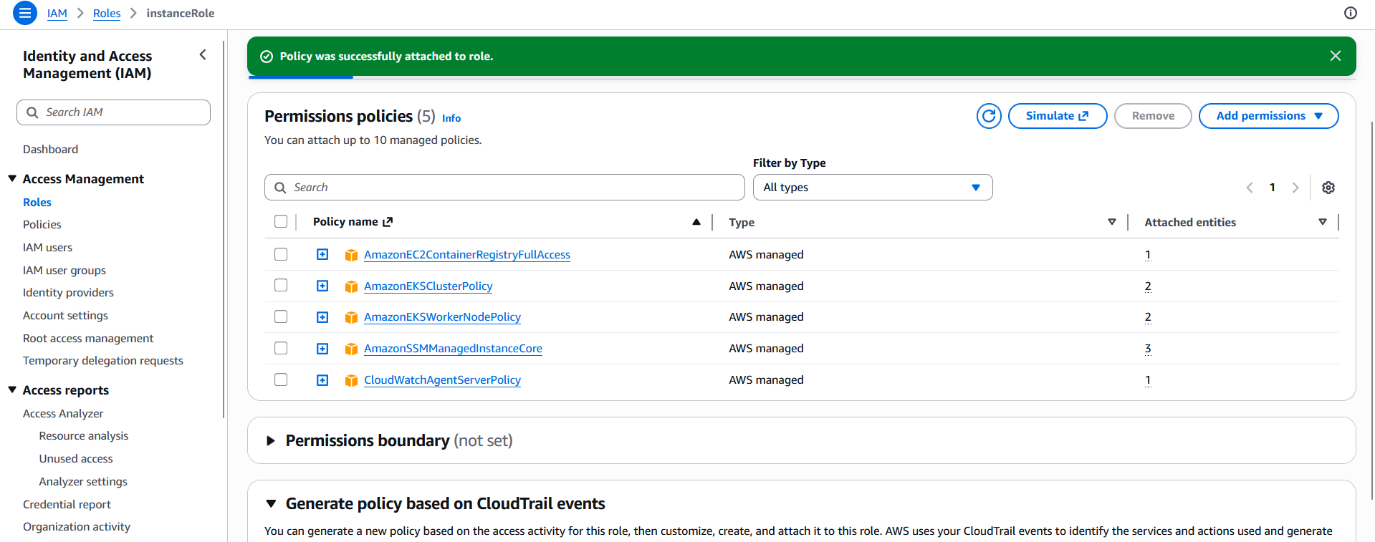 IAM > Roles > instanceRole
Identity and Access
Management (IAM)
Search IAM
Dashboard
Access Management
Roles
Policies
IAM users
IAM user groups
Identity providers
Account settings
Root access management
Temporary delegation requests
Access reports
Access Analyzer
Resource analysis
Unused access
Analyzer settings
Credential report
Organization activity
Policy was successfully attached to role.
Permissions policies (5) Info
Simulate
Remove
Add permissions
You can attach up to 10 managed policies.
Filter by Type
Search
All types
1
Policy name Type Attached entities
AmazonEC2ContainerRegistryFullAccess AWS managed 1
AmazonEKSClusterPolicy AWS managed 2
AmazonEKSWorkerNodePolicy AWS managed 2
AmazonSSMManagedInstanceCore AWS managed 3
CloudWatchAgentServerPolicy AWS managed 1
Permissions boundary (not set)
Generate policy based on CloudTrail events
You can generate a new policy based on the access activity for this role, then customize, create, and attach it to this role. AWS uses your CloudTrail events to identify the services and actions used and generate